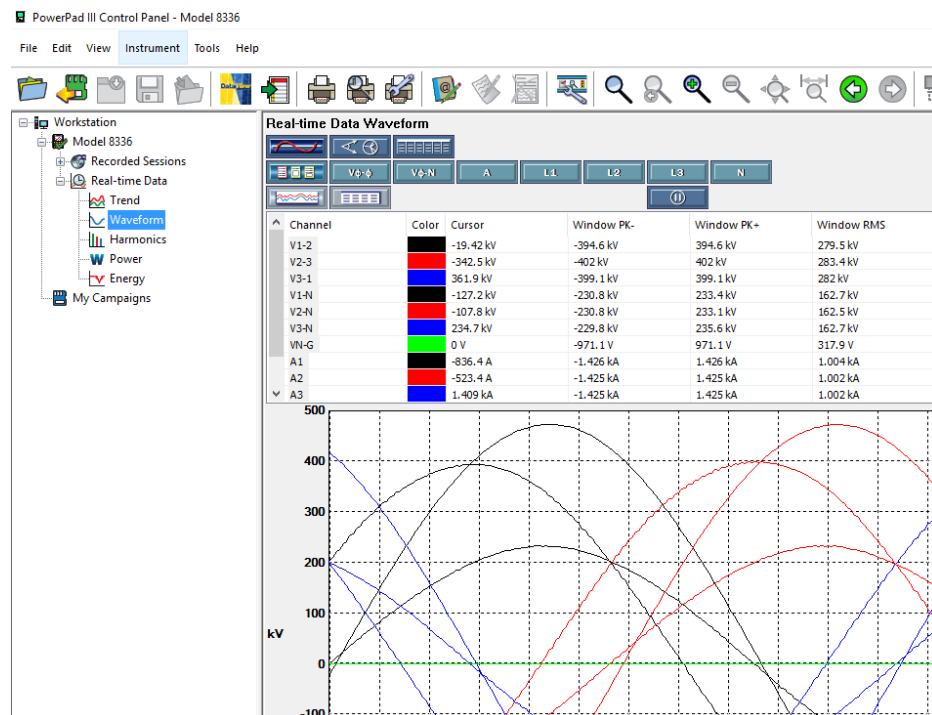 PowerPad III Control Panel - Model 8336
File Edit View Instrument Tools Help
DataView
Workstation
Model 8336
Recorded Sessions
Real-time Data
Trend
Waveform
Harmonics
W Power
Energy
My Campaigns
Real-time Data Waveform
Vϕ-ϕ Vϕ-N A L1 L2 L3 N
Channel Color Cursor Window PK- Window PK+ Window RMS
V1-2 -19.42 kV -394.6 kV 394.6 kV 279.5 kV
V2-3 -342.5 kV -402 kV 402 kV 283.4 kV
V3-1 361.9 kV -399.1 kV 399.1 kV 282 kV
V1-N -127.2 kV -230.8 kV 233.4 kV 162.7 kV
V2-N -107.8 kV -230.8 kV 233.1 kV 162.5 kV
V3-N 234.7 kV -229.8 kV 235.6 kV 162.7 kV
VN-G 0 V -971.1 V 971.1 V 317.9 V
A1 -836.4 A -1.426 kA 1.426 kA 1.004 kA
A2 -523.4 A -1.425 kA 1.425 kA 1.002 kA
A3 1.409 kA -1.425 kA 1.425 kA 1.002 kA
500
400
300
200
100
kV
0
-100